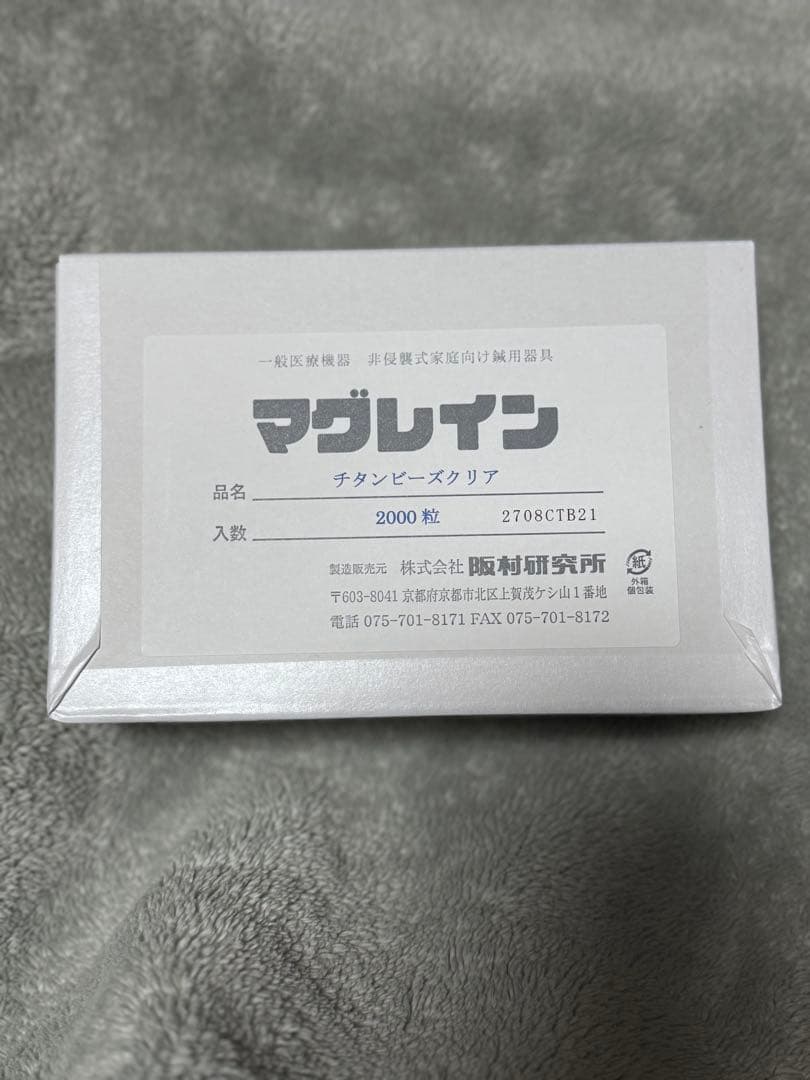 一般医療機器 非侵襲式家庭向け鍼用器具
マグレイン
品名 チタンビーズクリア
入数 2000粒 2708CTB21
製造販売元 株式会社 阪村研究所
〒603-8041 京都府京都市北区上賀茂ケシ山1番地
電話 075-701-8171 FAX 075-701-8172
紙
外箱
個包装